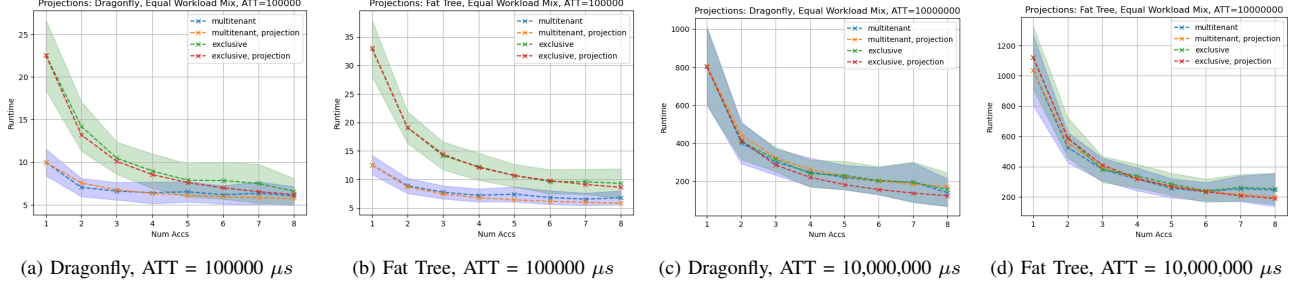 Projections: Dragonfly, Equal Workload Mix, ATT=100000
multitenant
multitenant, projection
exclusive
exclusive, projection
25
20
15
10
5
Runtime
1 2 3 4 5 6 7 8
Num Accs
(a) Dragonfly, ATT = 100000 μs
Projections: Fat Tree, Equal Workload Mix, ATT=100000
multitenant
multitenant, projection
exclusive
exclusive, projection
35
30
25
20
15
10
5
Runtime
1 2 3 4 5 6 7 8
Num Accs
(b) Fat Tree, ATT = 100000 μs
Projections: Dragonfly, Equal Workload Mix, ATT=10000000
multitenant
multitenant, projection
exclusive
exclusive, projection
1000
800
600
400
200
Runtime
1 2 3 4 5 6 7 8
Num Accs
(c) Dragonfly, ATT = 10,000,000 μs
Projections: Fat Tree, Equal Workload Mix, ATT=10000000
multitenant
multitenant, projection
exclusive
exclusive, projection
1200
1000
800
600
400
200
Runtime
1 2 3 4 5 6 7 8
Num Accs
(d) Fat Tree, ATT = 10,000,000 μs